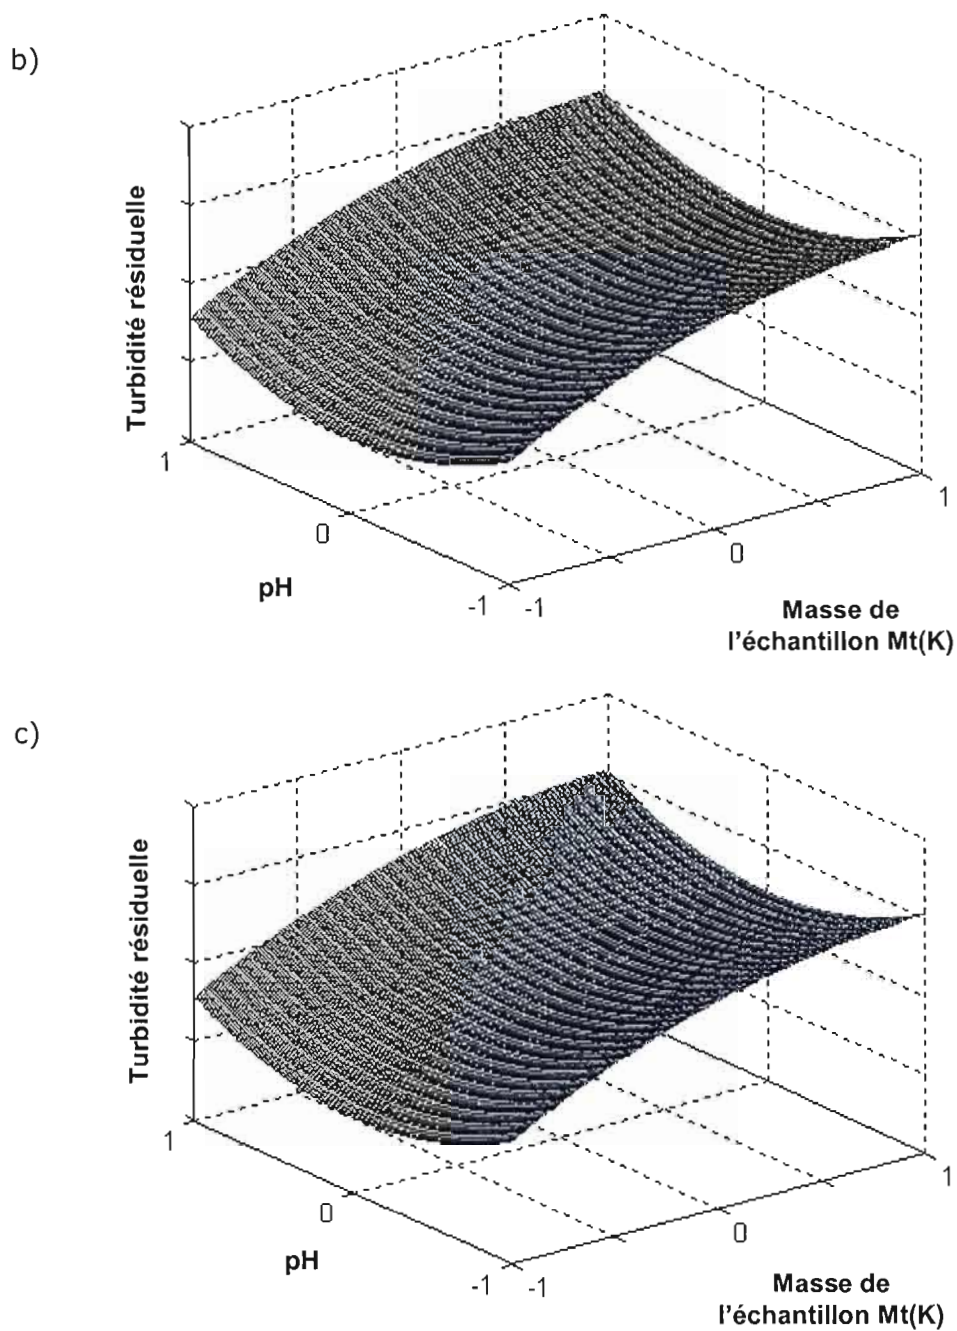 b)
Turbidité résiduelle
1
0
-1
pH
-1
0
1
Masse de
l'échantillon Mt(K)
c)
Turbidité résiduelle
1
0
-1
pH
-1
0
1
Masse de
l'échantillon Mt(K)